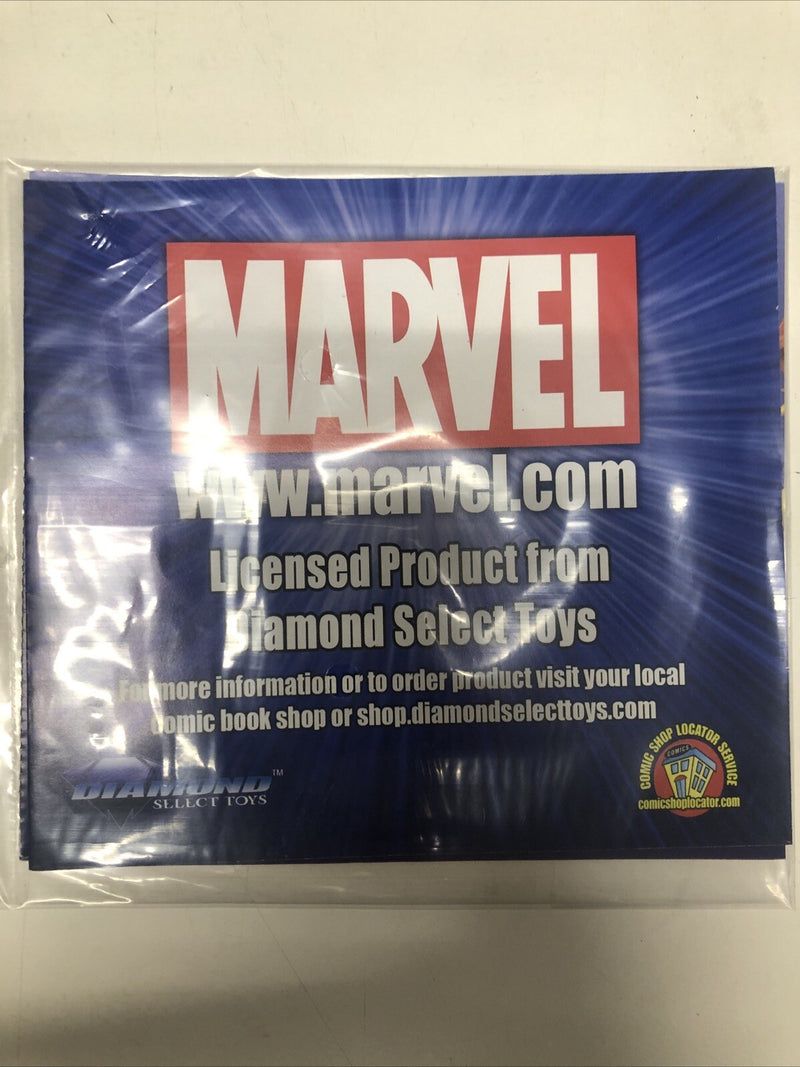 MARVEL
www.marvel.com
Licensed Product from
Diamond Select Toys
For more information or to order product visit your local
comic book shop or shop.diamondselecttoys.com
DIAMOND™
SELECT TOYS
COMIC SHOP LOCATOR SERVICE
COMICS
comicshoplocator.com